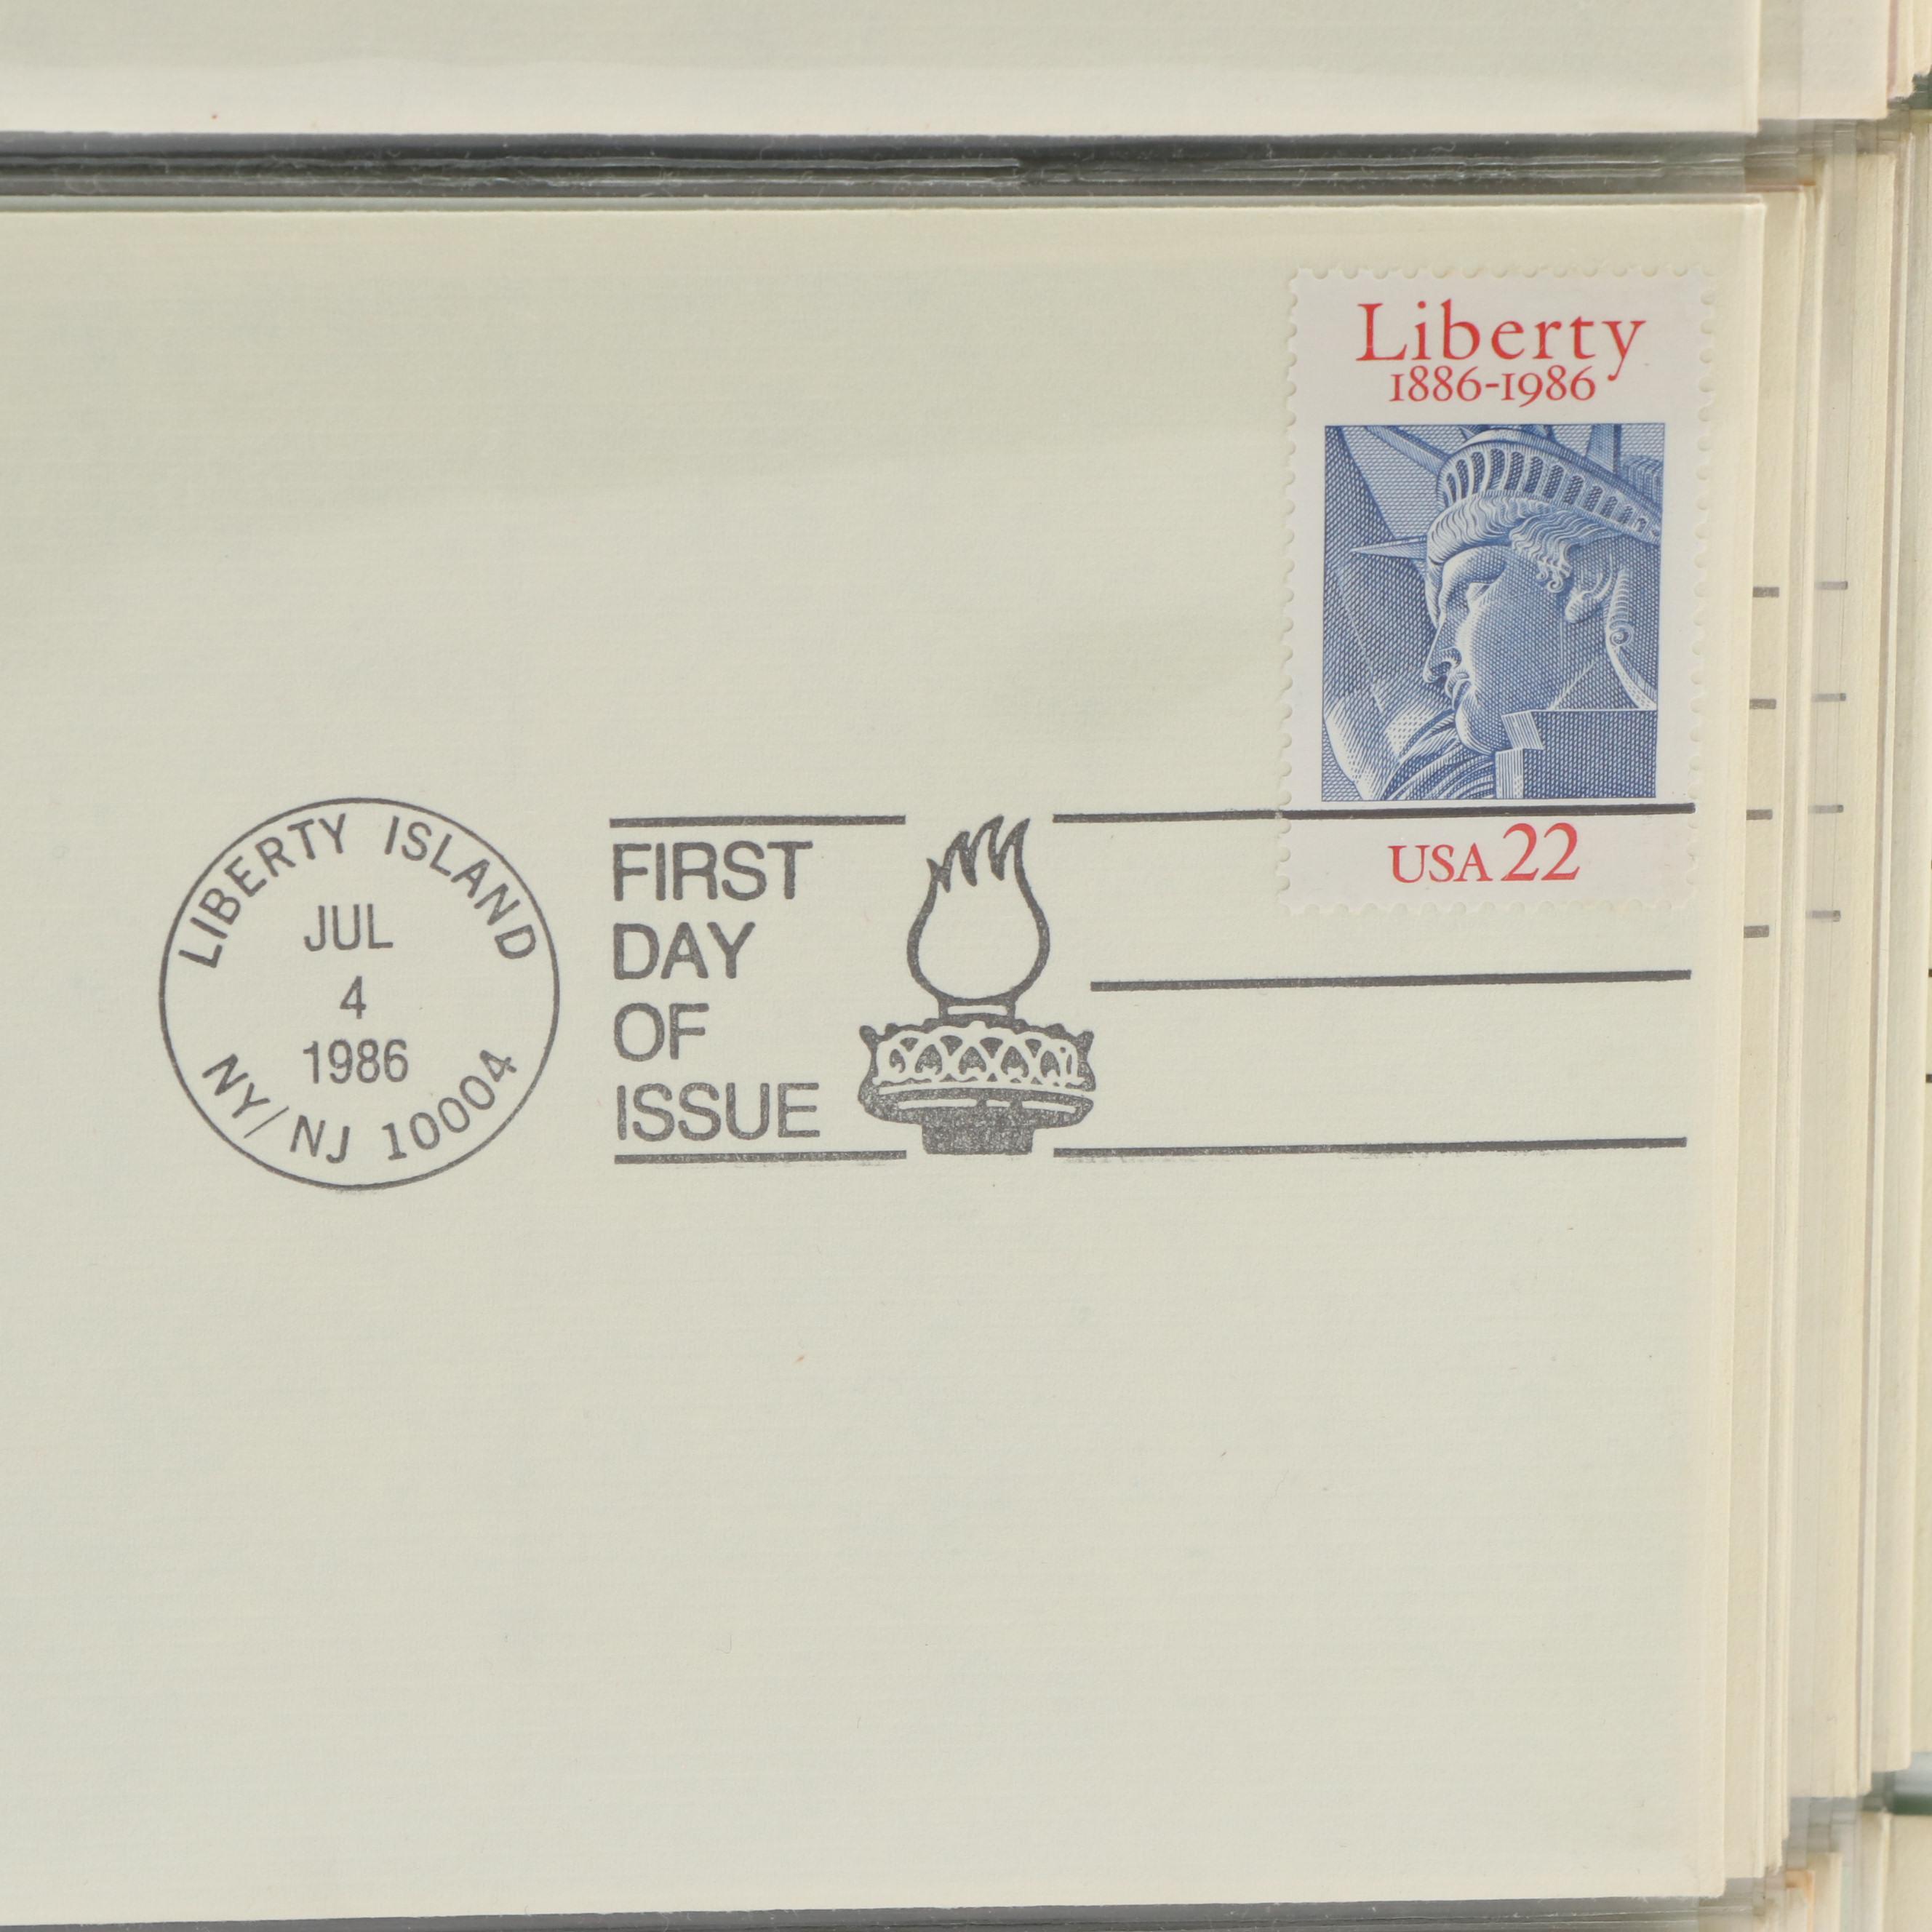 Liberty
1886-1986
USA 22
LIBERTY ISLAND
JUL
4
1986
NY/NJ 10004
FIRST
DAY
OF
ISSUE